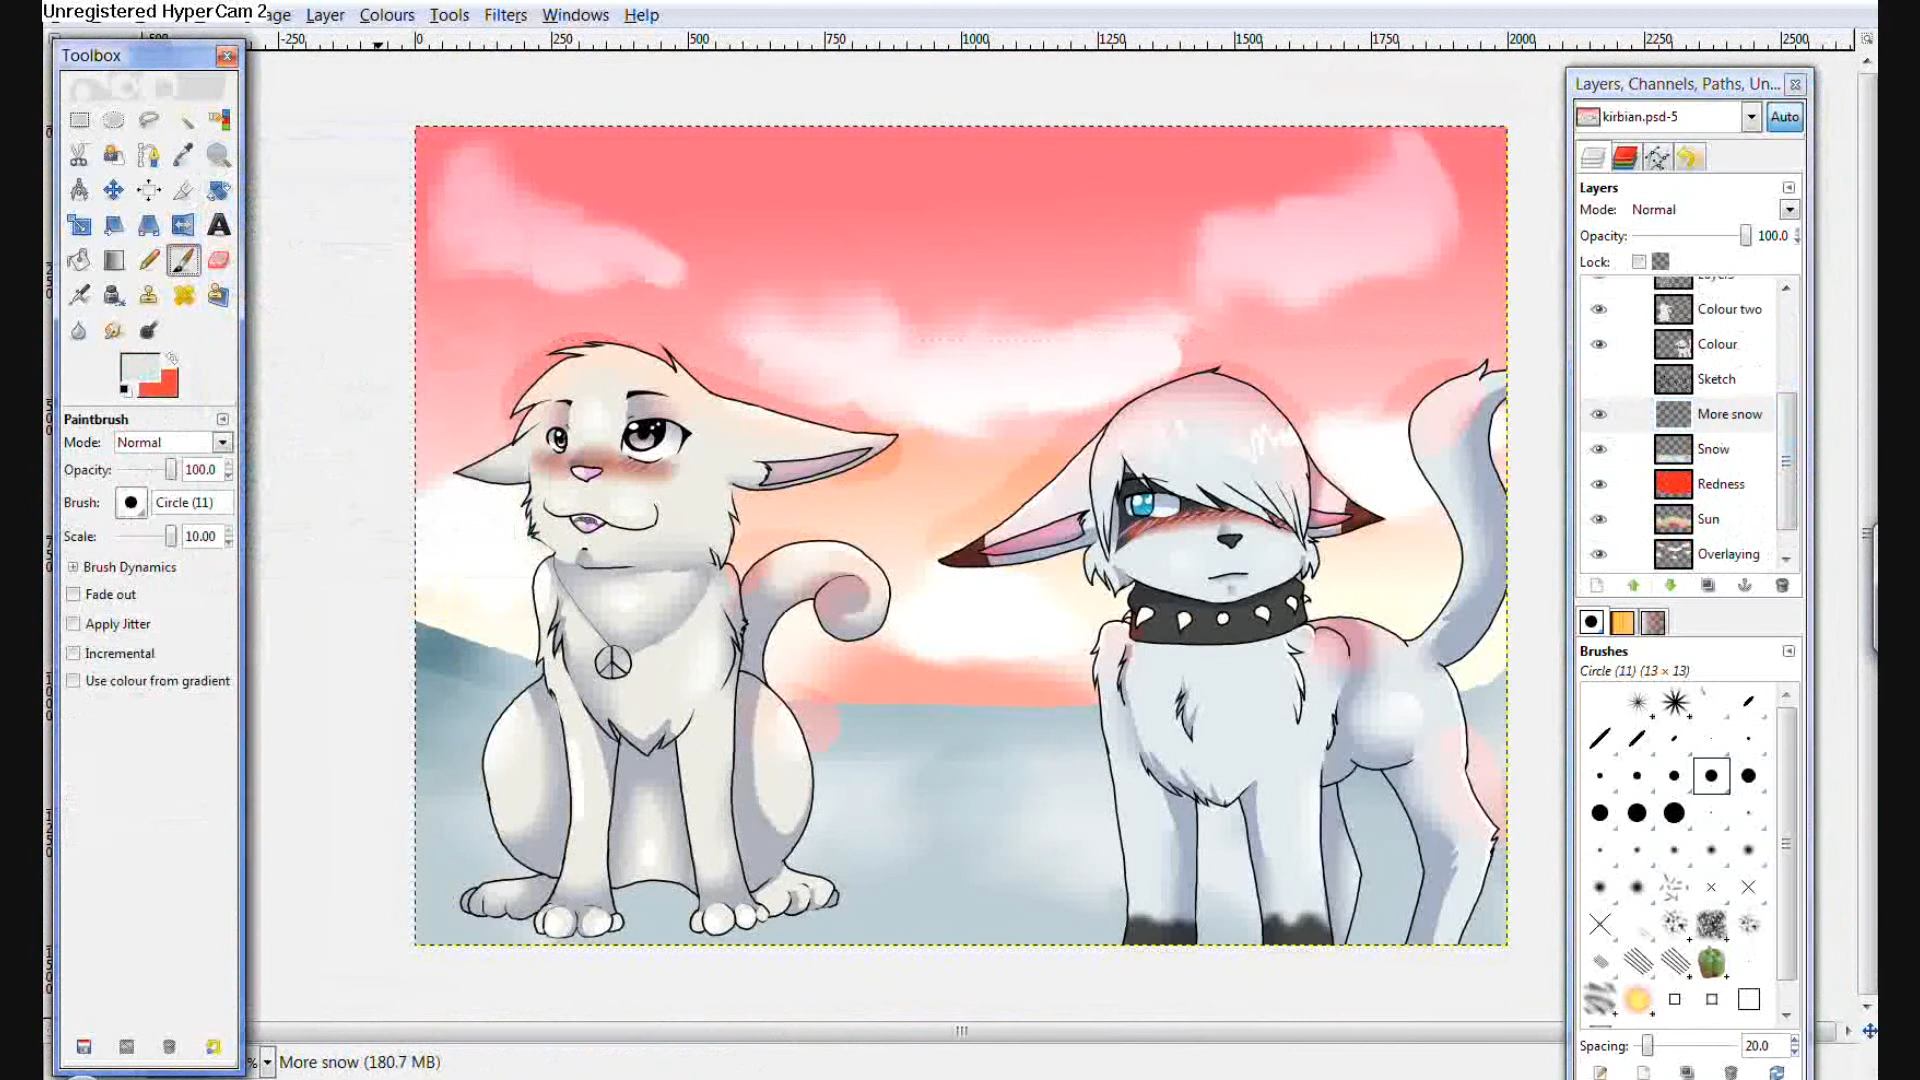 Unregistered HyperCam 2
age Layer Colours Tools Filters Windows Help
-500 -250 0 250 500 750 1000 1250 1500 1750 2000 2250 2500
Toolbox
Paintbrush
Mode: Normal
Opacity: 100.0
Brush: Circle (11)
Scale: 10.00
Brush Dynamics
Fade out
Apply Jitter
Incremental
Use colour from gradient
% More snow (180.7 MB)
Layers, Channels, Paths, Un...
kirbian.psd-5 Auto
Layers
Mode: Normal
Opacity: 100.0
Lock:
Colour two
Colour
Sketch
More snow
Snow
Redness
Sun
Overlaying
Brushes
Circle (11) (13 × 13)
Spacing: 20.0